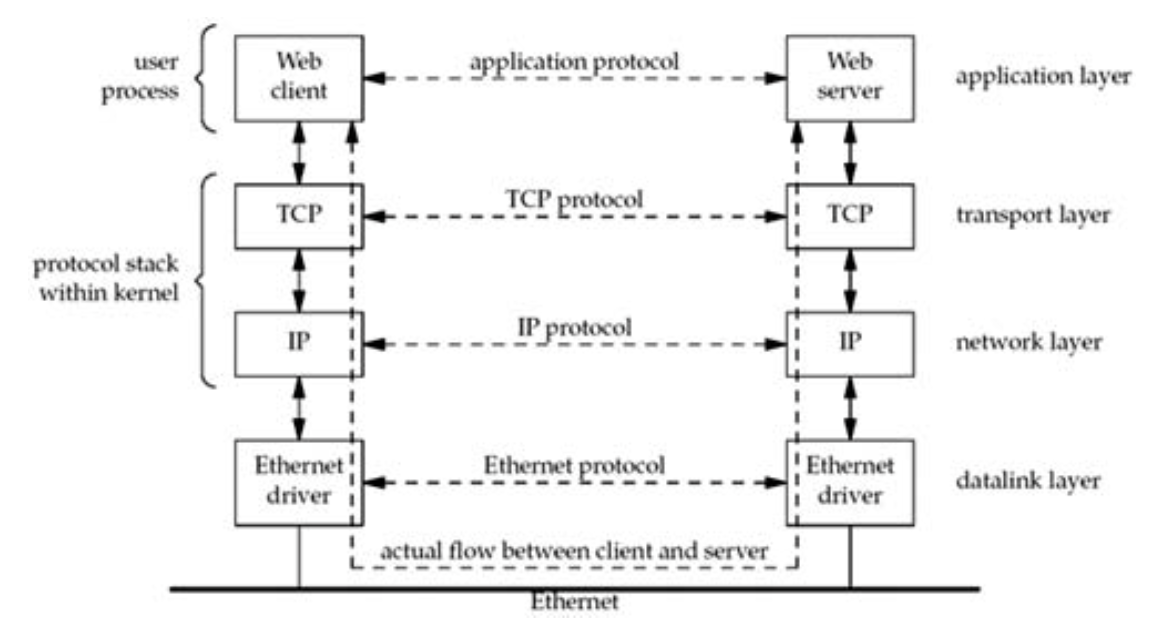 user
process
Web
client
application protocol
Web
server
application layer
TCP
TCP protocol
TCP
transport layer
protocol stack
within kernel
IP
IP protocol
IP
network layer
Ethernet
driver
Ethernet protocol
Ethernet
driver
datalink layer
actual flow between client and server
Ethernet